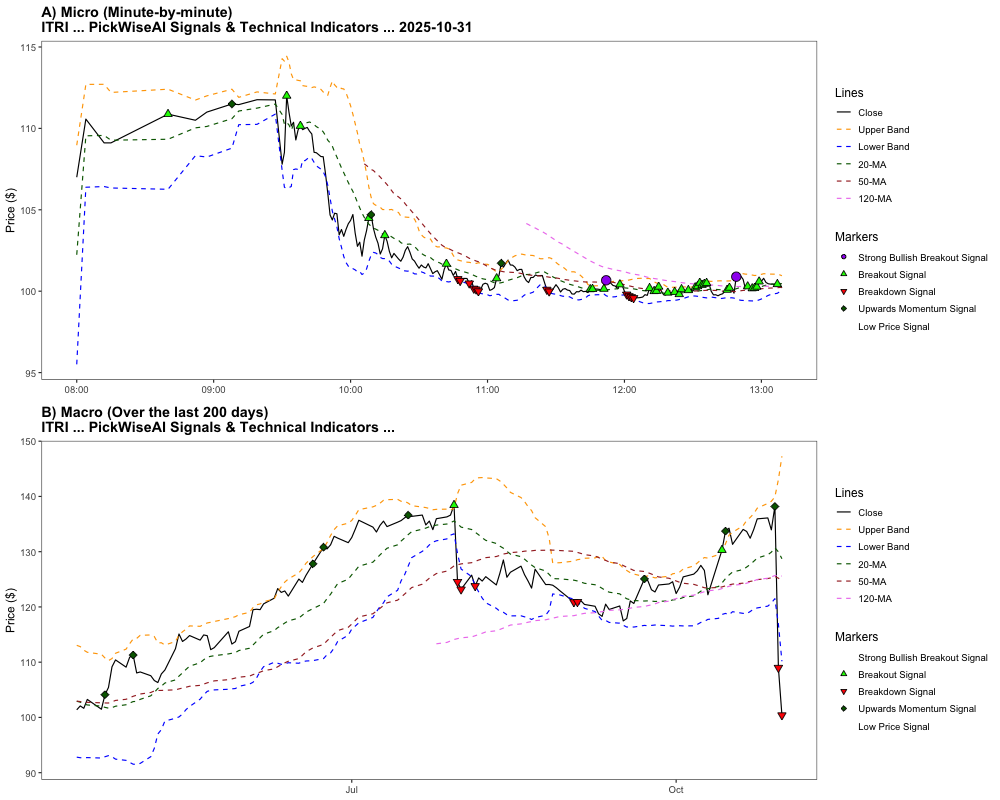 A) Micro (Minute-by-minute)
ITRI ... PickWiseAI Signals & Technical Indicators ... 2025-10-31
Price ($)
115
110
105
100
95
08:00
09:00
10:00
11:00
12:00
13:00
Lines
Close
Upper Band
Lower Band
20-MA
50-MA
120-MA
Markers
Strong Bullish Breakout Signal
Breakout Signal
Breakdown Signal
Upwards Momentum Signal
Low Price Signal
B) Macro (Over the last 200 days)
ITRI ... PickWiseAI Signals & Technical Indicators ...
Price ($)
150
140
130
120
110
100
90
Jul
Oct
Lines
Close
Upper Band
Lower Band
20-MA
50-MA
120-MA
Markers
Strong Bullish Breakout Signal
Breakout Signal
Breakdown Signal
Upwards Momentum Signal
Low Price Signal